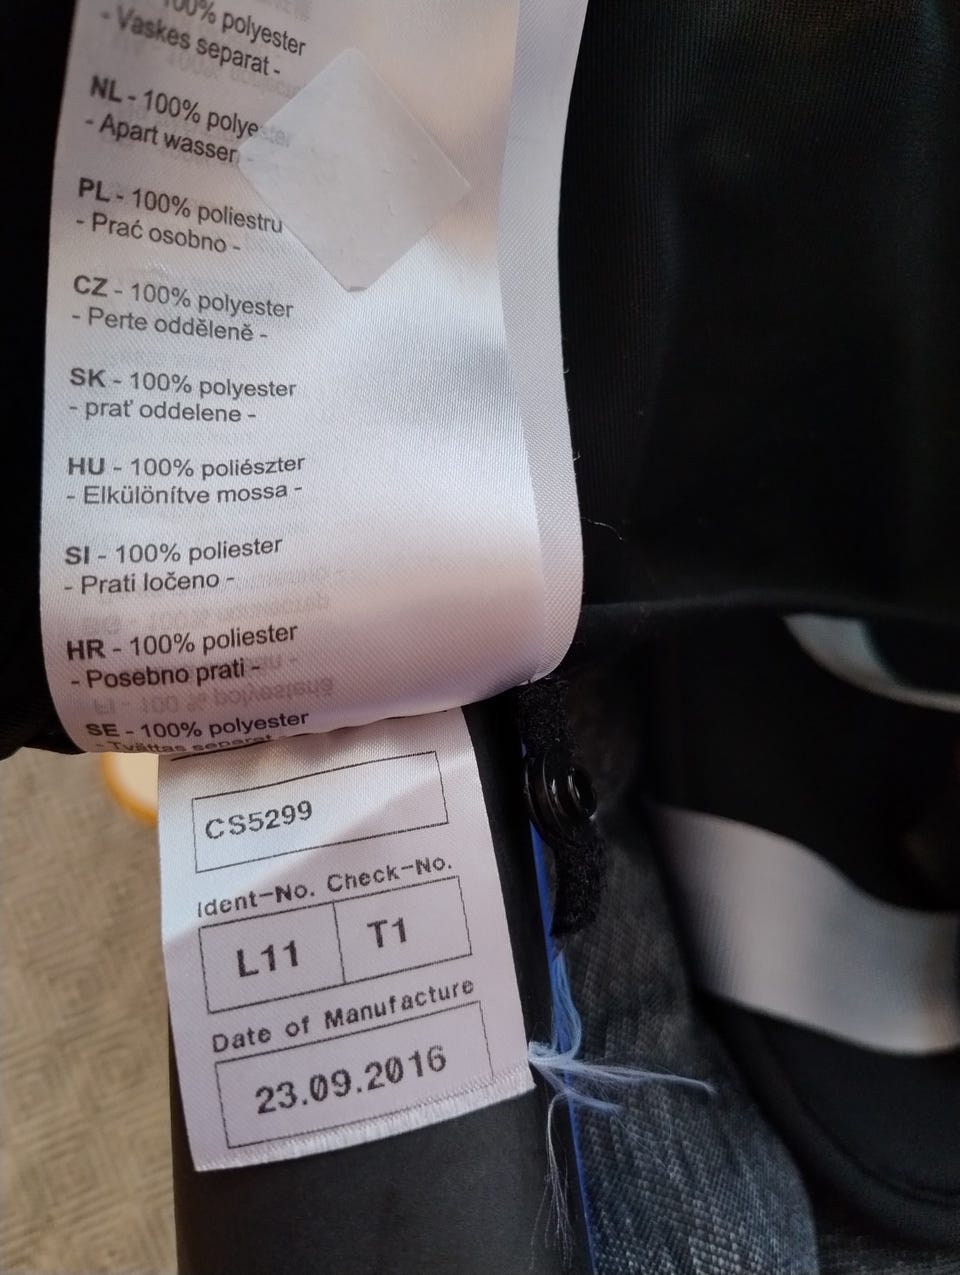 100% polyester
- Vaskes separat -
NL - 100% polyester
- Apart wassen -
PL - 100% poliestru
- Prać osobno -
CZ - 100% polyester
- Perte odděleně -
SK - 100% polyester
- prať oddelene -
HU - 100% poliészter
- Elkülönítve mossa -
SI - 100% poliester
- Prati ločeno -
HR - 100% poliester
- Posebno prati -
SE - 100% polyester
- Tvättas separat -
CS5299
Ident-No. Check-No.
L11 T1
Date of Manufacture
23.09.2016